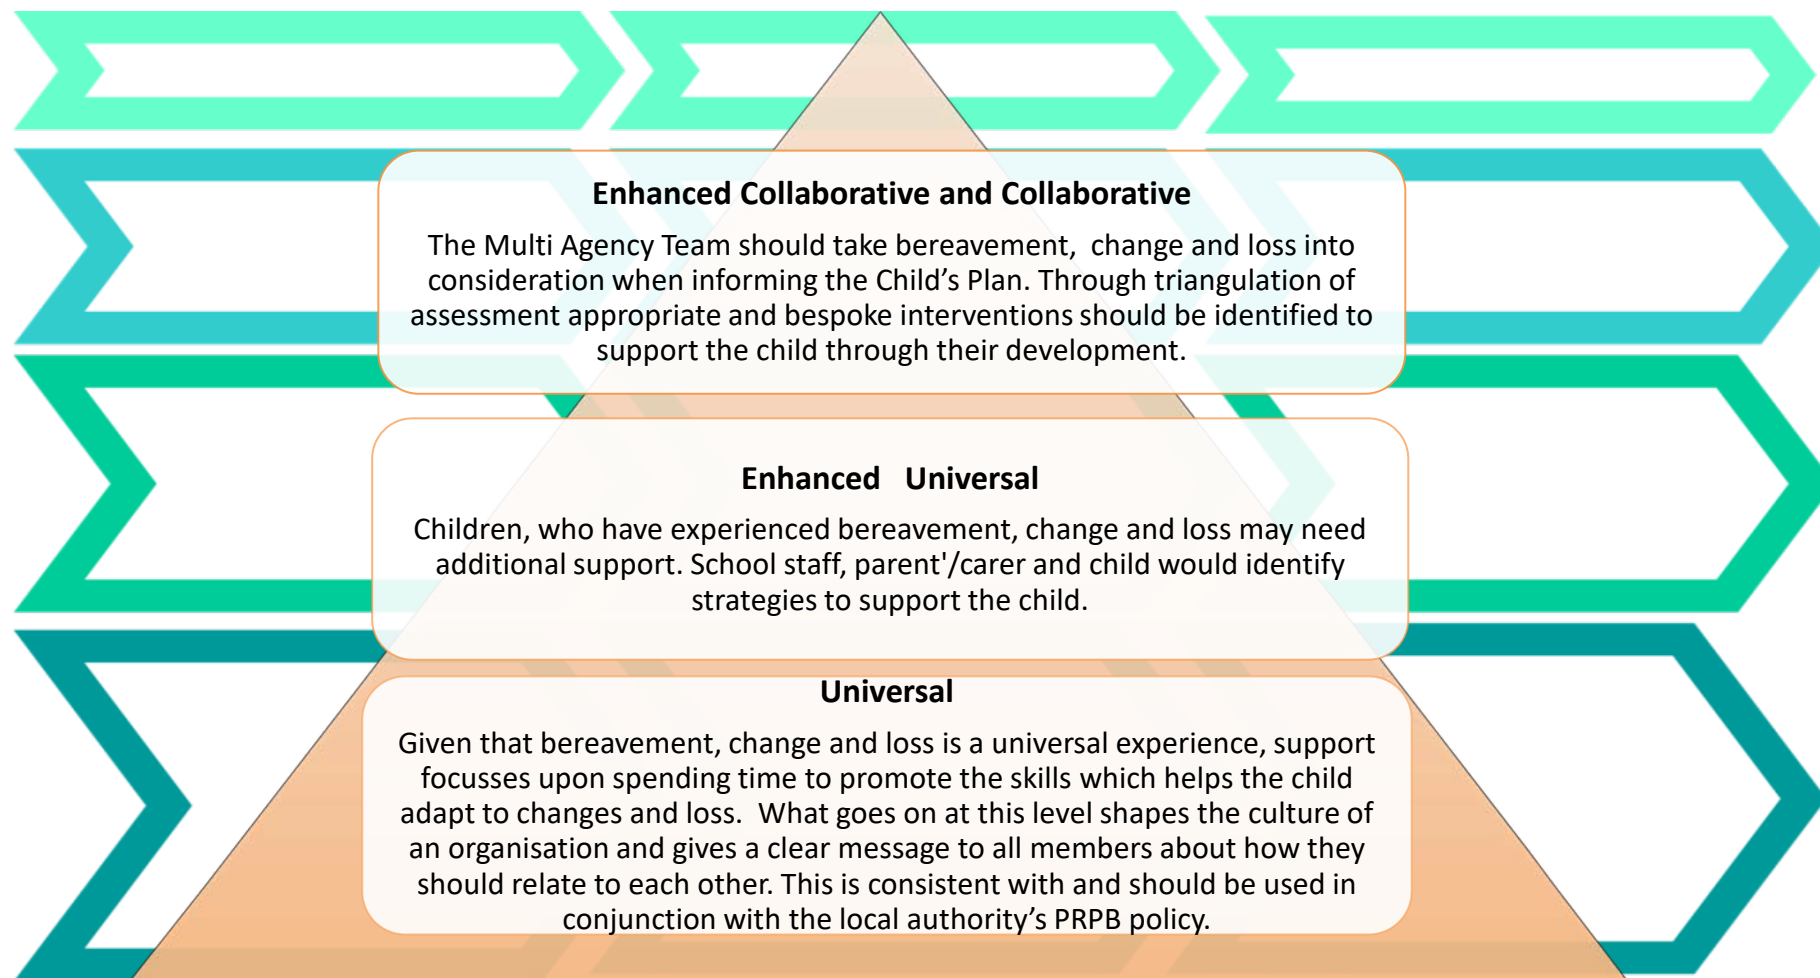 Enhanced Collaborative and Collaborative
The Multi Agency Team should take bereavement,  change and loss into
consideration when informing the Child’s Plan. Through triangulation of
assessment appropriate and bespoke interventions should be identified to
support the child through their development.
Enhanced   Universal
Children, who have experienced bereavement, change and loss may need
additional support. School staff, parent'/carer and child would identify
strategies to support the child.
Universal
Given that bereavement, change and loss is a universal experience, support
focusses upon spending time to promote the skills which helps the child
adapt to changes and loss.  What goes on at this level shapes the culture of
an organisation and gives a clear message to all members about how they
should relate to each other. This is consistent with and should be used in
conjunction with the local authority’s PRPB policy.